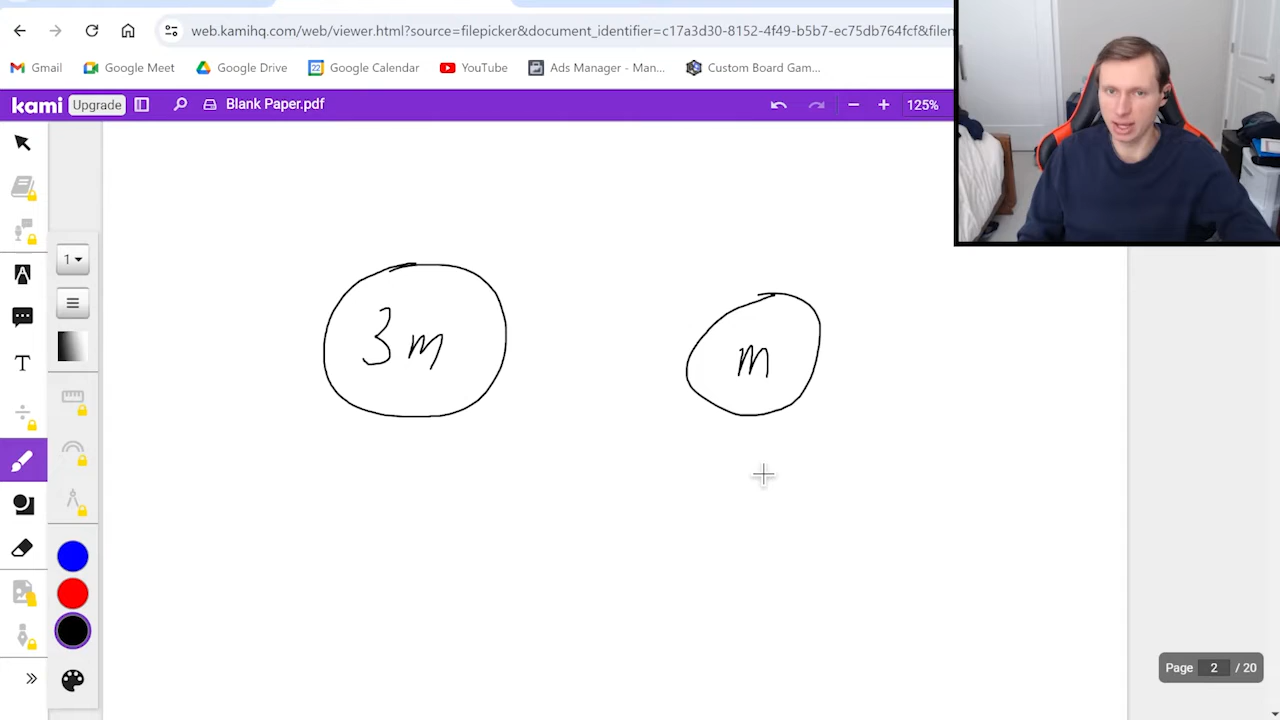 web.kamihq.com/web/viewer.html?source=filepicker&document_identifier=c17a3d30-8152-4f49-b5b7-ec75db764fcf&filen
Gmail
Google Meet
Google Drive
22
Google Calendar
YouTube
Ads Manager - Man...
Custom Board Gam...
kami
Upgrade
Blank Paper.pdf
125%
A
T
1
3m
m
Page 2 / 20